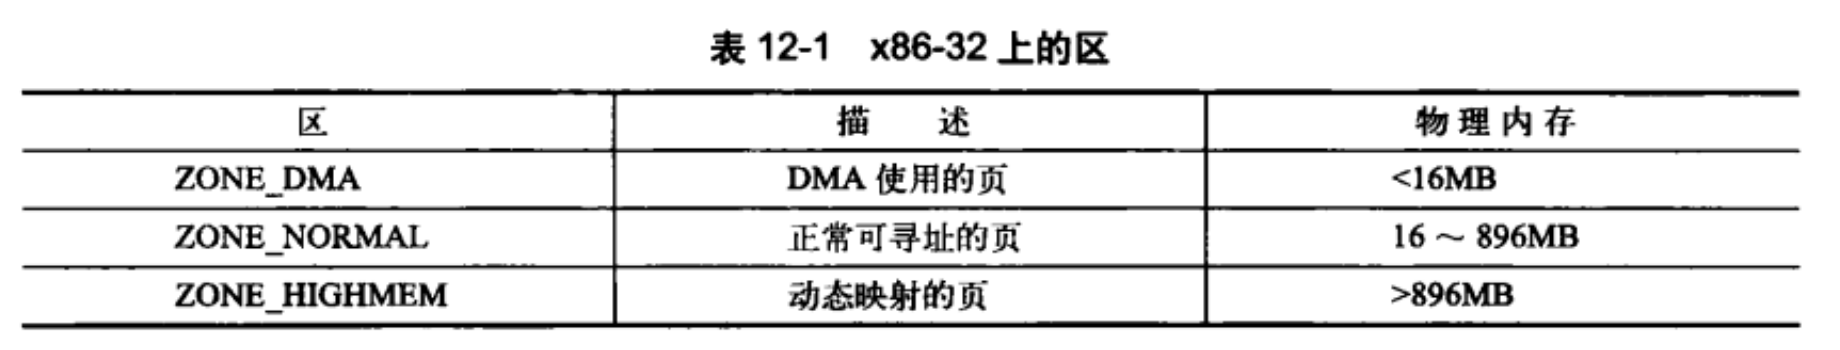 表 12-1 x86-32 上的区
区 描 述 物理内存
ZONE_DMA DMA 使用的页 <16MB
ZONE_NORMAL 正常可寻址的页 16 ~ 896MB
ZONE_HIGHMEM 动态映射的页 >896MB